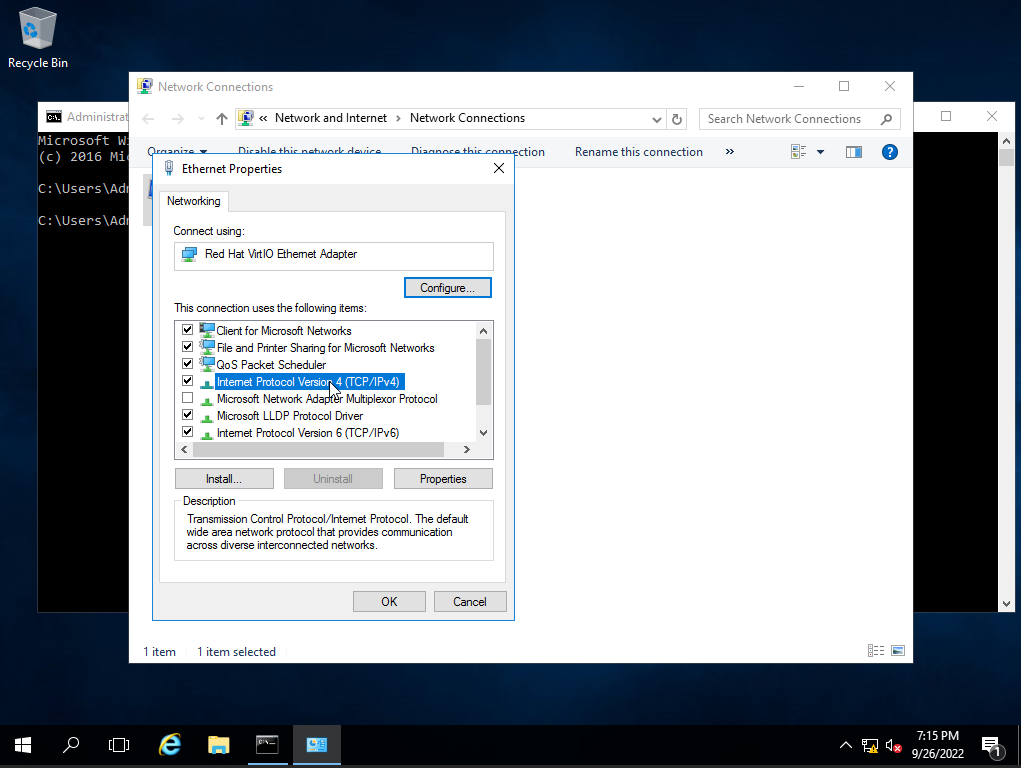 Recycle Bin
Network Connections
Administrat
« Network and Internet > Network Connections
Search Network Connections
Microsoft Wi
(c) 2016 Mic
C:\Users\Adm
C:\Users\Adm
Organize
Disable this network device
Diagnose this connection
Rename this connection
»
Ethernet Properties
Networking
Connect using:
Red Hat VirtIO Ethernet Adapter
Configure...
This connection uses the following items:
Client for Microsoft Networks
File and Printer Sharing for Microsoft Networks
QoS Packet Scheduler
Internet Protocol Version 4 (TCP/IPv4)
Microsoft Network Adapter Multiplexor Protocol
Microsoft LLDP Protocol Driver
Internet Protocol Version 6 (TCP/IPv6)
Install...
Uninstall
Properties
Description
Transmission Control Protocol/Internet Protocol. The default
wide area network protocol that provides communication
across diverse interconnected networks.
OK
Cancel
1 item
1 item selected
7:15 PM
9/26/2022
1